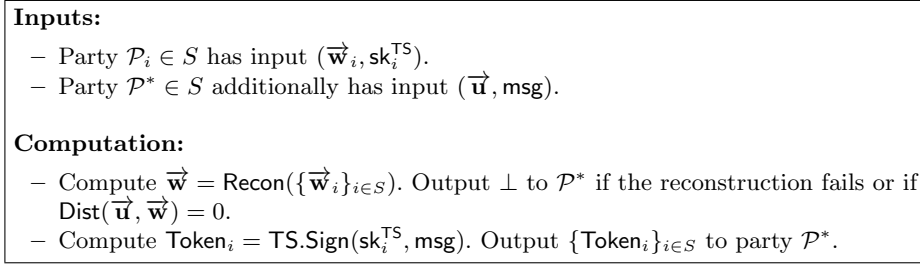 Inputs:
– Party 𝒫ᵢ ∈ S has input (w⃗ᵢ, skᵢᵀˢ).
– Party 𝒫* ∈ S additionally has input (u⃗, msg).
Computation:
– Compute w⃗ = Recon({w⃗ᵢ}ᵢ∈S). Output ⊥ to 𝒫* if the reconstruction fails or if
Dist(u⃗, w⃗) = 0.
– Compute Tokenᵢ = TS.Sign(skᵢᵀˢ, msg). Output {Tokenᵢ}ᵢ∈S to party 𝒫*.